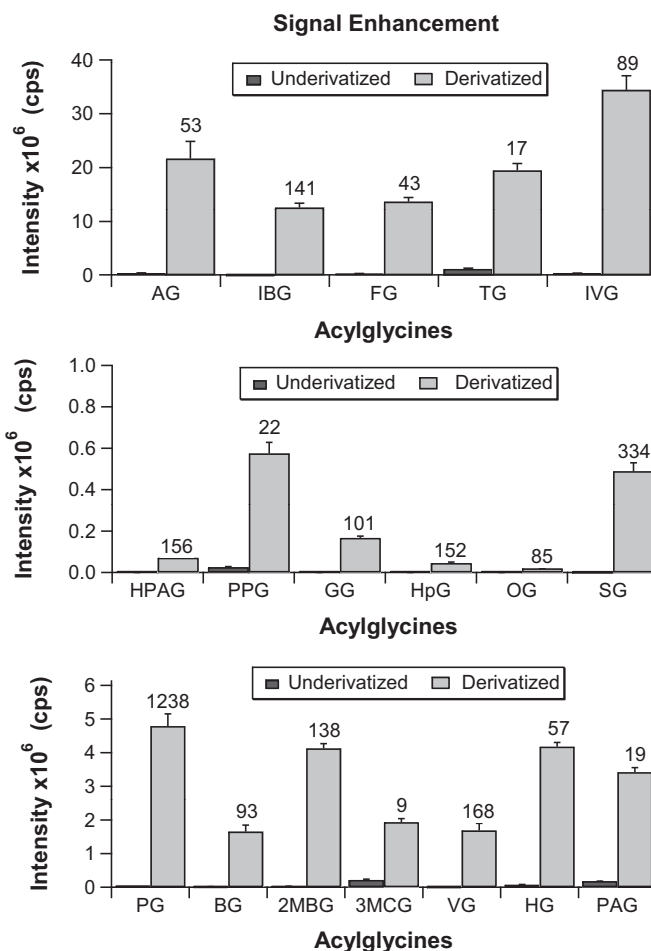 Signal Enhancement
Intensity x10⁶ (cps)
40
30
20
10
0
Underivatized Derivatized
53
141
43
17
89
AG IBG FG TG IVG
Acylglycines
Intensity x10⁶ (cps)
1.0
0.8
0.6
0.4
0.2
0.0
Underivatized Derivatized
156
22
101
152
85
334
HPAG PPG GG HpG OG SG
Acylglycines
Intensity x10⁶ (cps)
6
5
4
3
2
1
0
Underivatized Derivatized
1238
93
138
9
168
57
19
PG BG 2MBG 3MCG VG HG PAG
Acylglycines